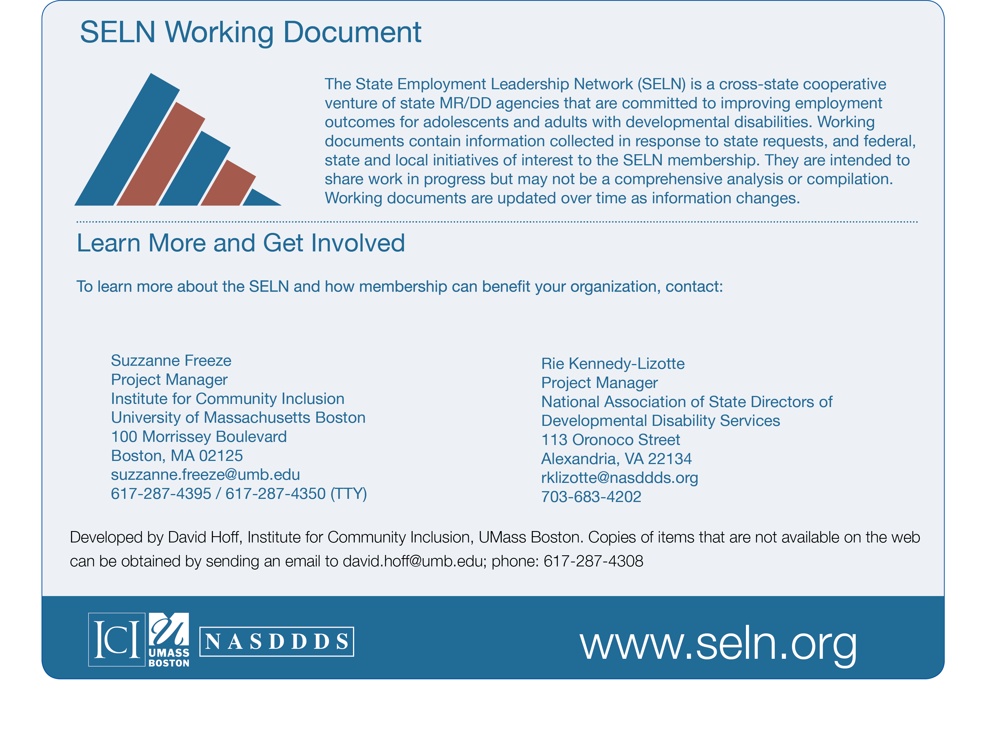 SELN Working Document
The State Employment Leadership Network (SELN) is a cross-state cooperative
venture of state MR/DD agencies that are committed to improving employment
outcomes for adolescents and adults with developmental disabilities. Working
documents contain information collected in response to state requests, and federal,
state and local initiatives of interest to the SELN membership. They are intended to
share work in progress but may not be a comprehensive analysis or compilation.
Working documents are updated over time as information changes.
Learn More and Get Involved
To learn more about the SELN and how membership can benefit your organization, contact:
Suzzanne Freeze
Project Manager
Institute for Community Inclusion
University of Massachusetts Boston
100 Morrissey Boulevard
Boston, MA 02125
suzzanne.freeze@umb.edu
617-287-4395 / 617-287-4350 (TTY)
Rie Kennedy-Lizotte
Project Manager
National Association of State Directors of
Developmental Disability Services
113 Oronoco Street
Alexandria, VA 22134
rklizotte@nasddds.org
703-683-4202
Developed by David Hoff, Institute for Community Inclusion, UMass Boston. Copies of items that are not available on the web
can be obtained by sending an email to david.hoff@umb.edu; phone: 617-287-4308
ICI
UMASS
BOSTON
NASDDDS
www.seln.org